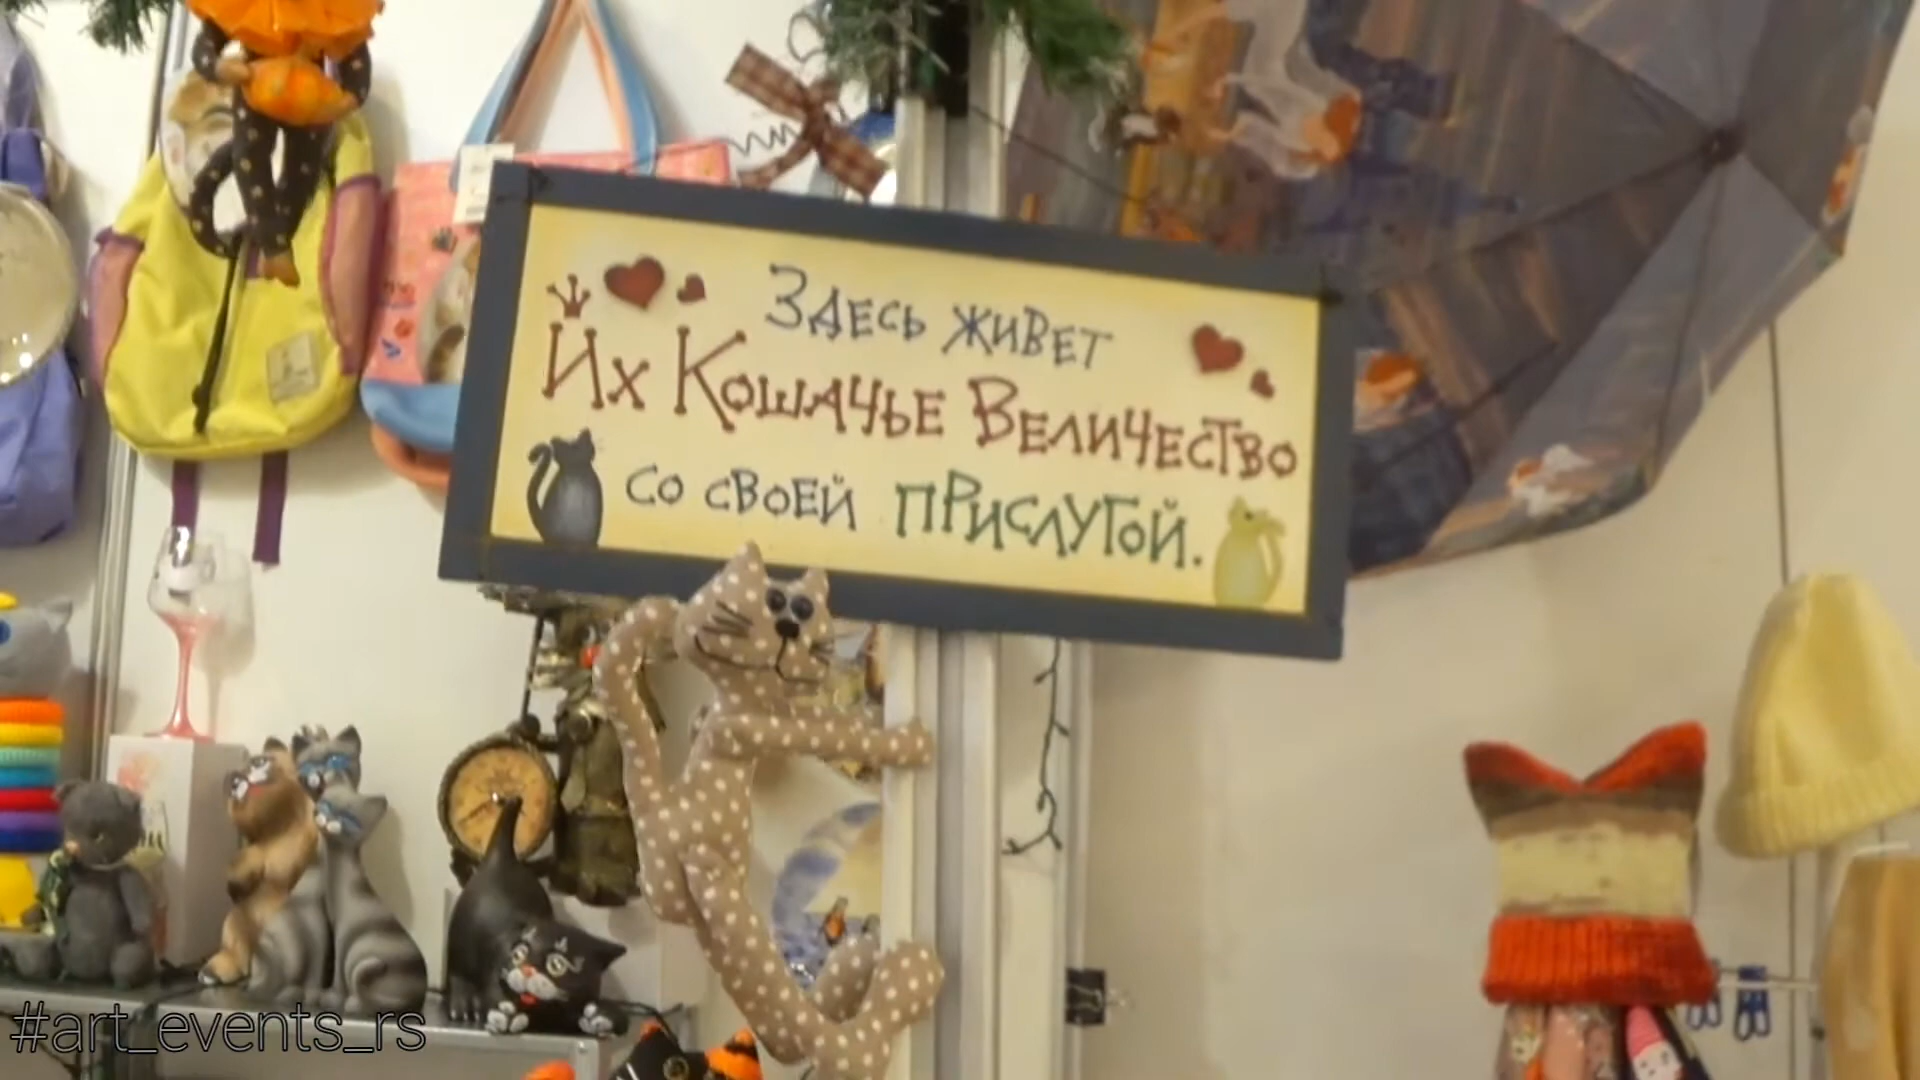 Здесь живет
Их Кошачье Величество
со своей прислугой.
#art_events_rs